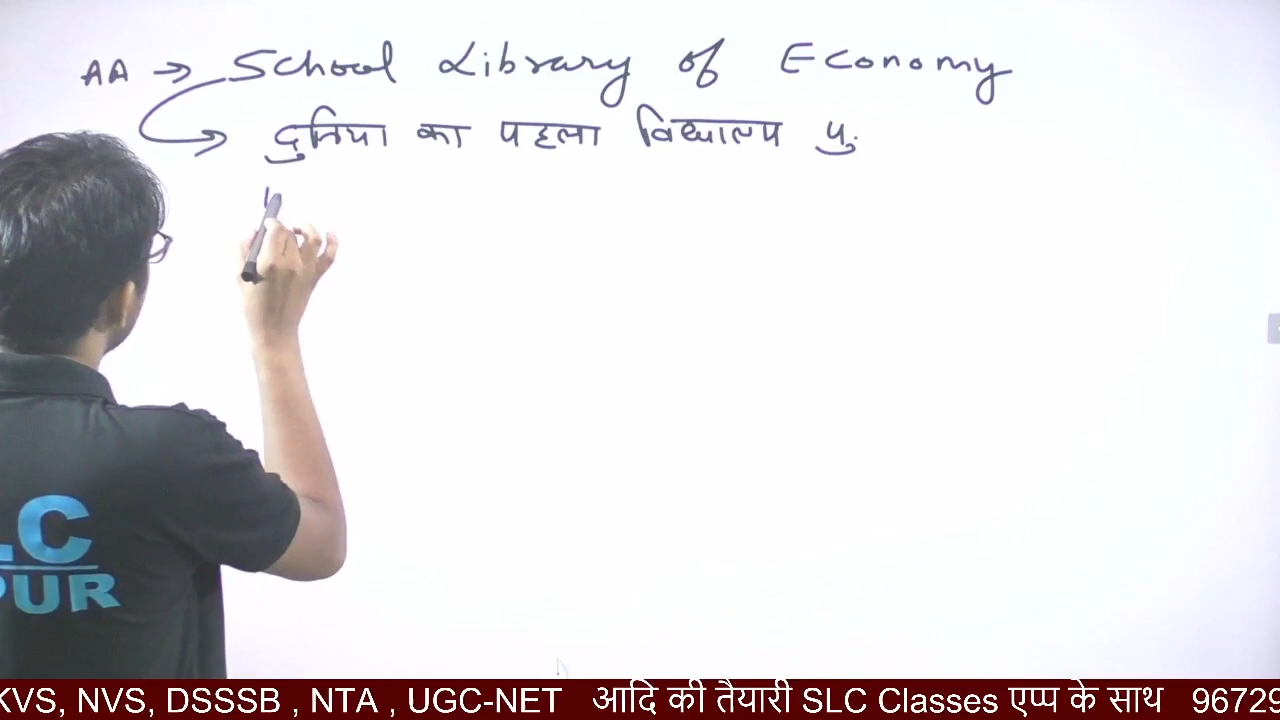 AA → School Library of Economy
दुनिया का पहला विद्यालय पु.
LC
PUR
KVS, NVS, DSSSB , NTA , UGC-NET आदि की तैयारी SLC Classes एप्प के साथ 96729